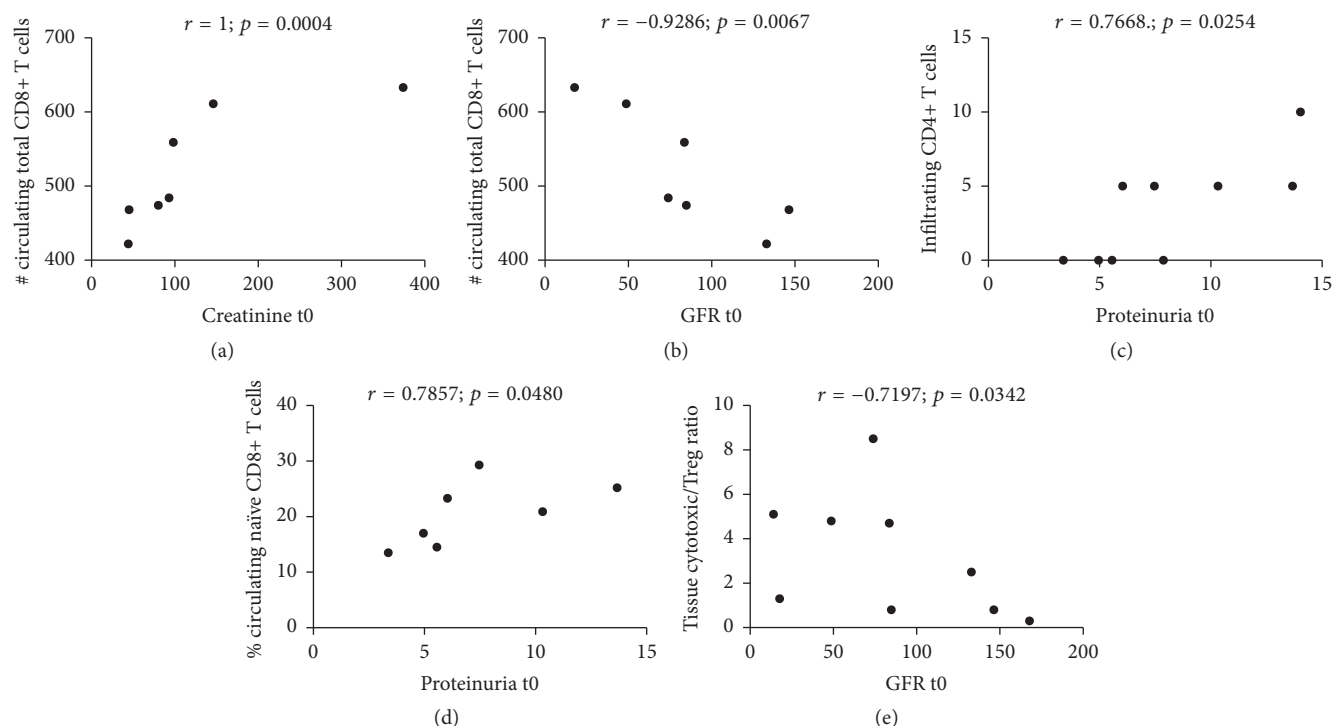 r = 1; p = 0.0004
# circulating total CD8+ T cells
700
600
500
400
0
100
200
300
400
Creatinine t0
(a)
r = −0.9286; p = 0.0067
# circulating total CD8+ T cells
700
600
500
400
0
50
100
150
200
GFR t0
(b)
r = 0.7668.; p = 0.0254
Infiltrating CD4+ T cells
15
10
5
0
0
5
10
15
Proteinuria t0
(c)
r = 0.7857; p = 0.0480
% circulating naïve CD8+ T cells
40
30
20
10
0
0
5
10
15
Proteinuria t0
(d)
r = −0.7197; p = 0.0342
Tissue cytotoxic/Treg ratio
10
8
6
4
2
0
0
50
100
150
200
GFR t0
(e)